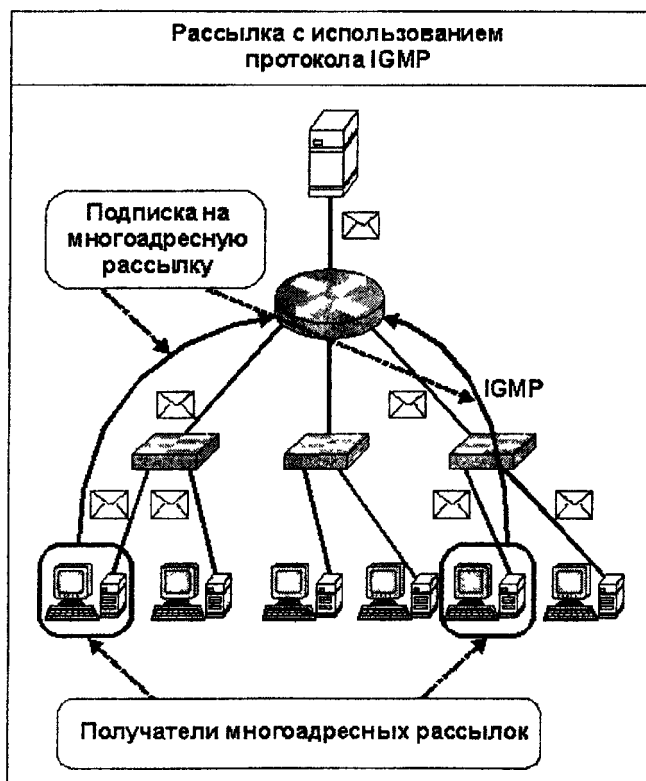 Рассылка с использованием
протокола IGMP
Подписка на
многоадресную
рассылку
IGMP
Получатели многоадресных рассылок